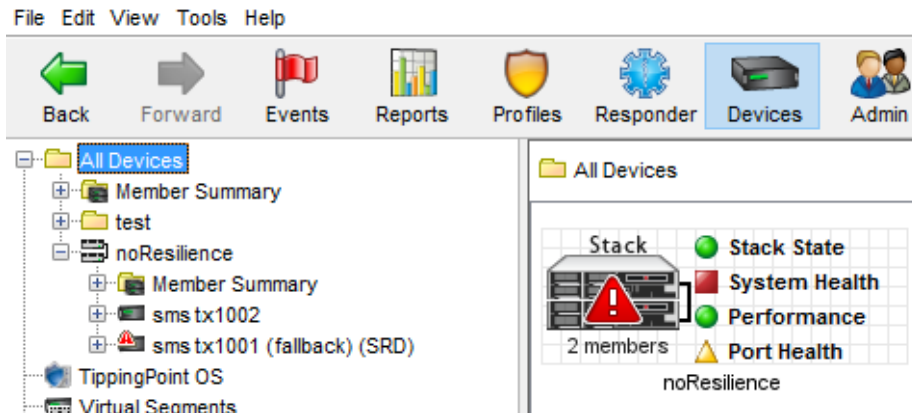 File Edit View Tools Help
Back Forward Events Reports Profiles Responder Devices Admin
All Devices
Member Summary
test
noResilience
Member Summary
sms tx1002
sms tx1001 (fallback) (SRD)
TippingPoint OS
Virtual Segments
All Devices
Stack
2 members
Stack State
System Health
Performance
Port Health
noResilience